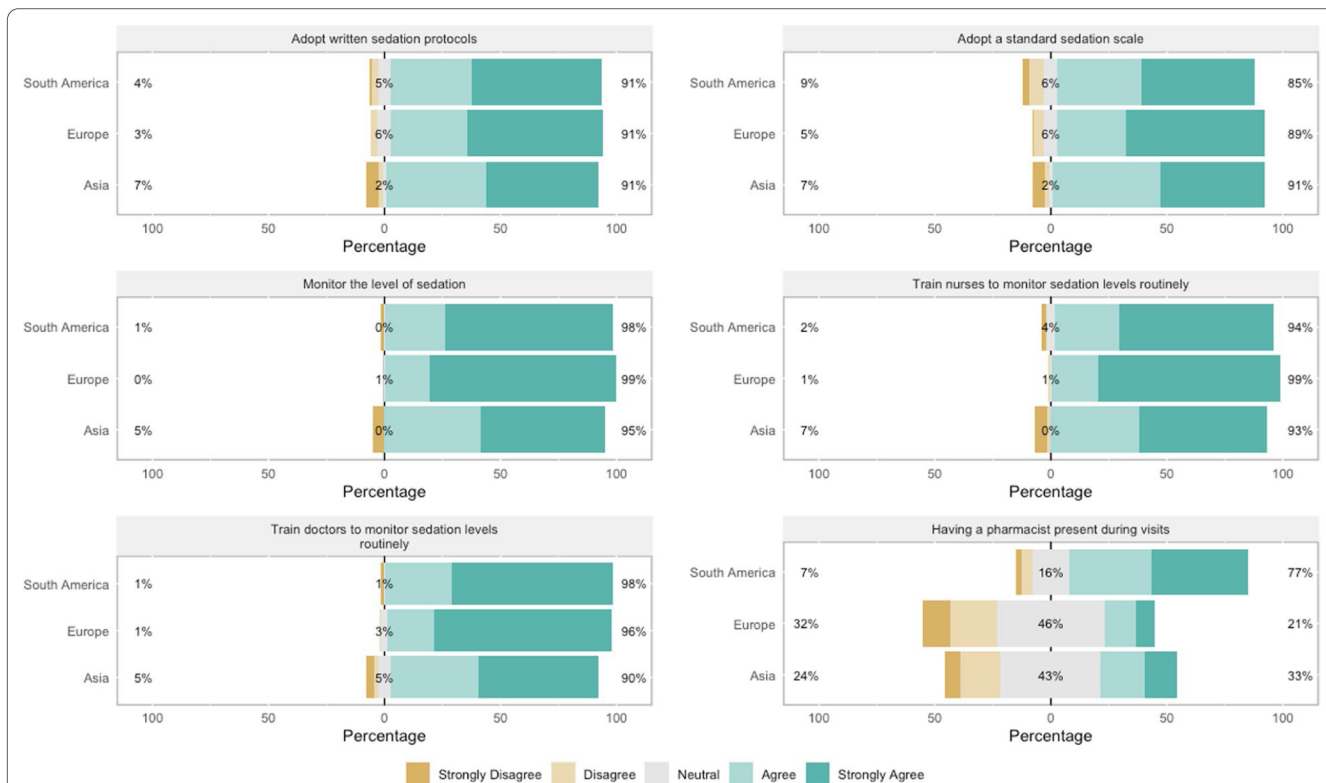 Adopt written sedation protocols
South America 4% 5% 91%
Europe 3% 6% 91%
Asia 7% 2% 91%
100 50 0 50 100
Percentage
Adopt a standard sedation scale
South America 9% 6% 85%
Europe 5% 6% 89%
Asia 7% 2% 91%
100 50 0 50 100
Percentage
Monitor the level of sedation
South America 1% 0% 98%
Europe 0% 1% 99%
Asia 5% 0% 95%
100 50 0 50 100
Percentage
Train nurses to monitor sedation levels routinely
South America 2% 4% 94%
Europe 1% 1% 99%
Asia 7% 0% 93%
100 50 0 50 100
Percentage
Train doctors to monitor sedation levels
routinely
South America 1% 1% 98%
Europe 1% 3% 96%
Asia 5% 5% 90%
100 50 0 50 100
Percentage
Having a pharmacist present during visits
South America 7% 16% 77%
Europe 32% 46% 21%
Asia 24% 43% 33%
100 50 0 50 100
Percentage
Strongly Disagree Disagree Neutral Agree Strongly Agree